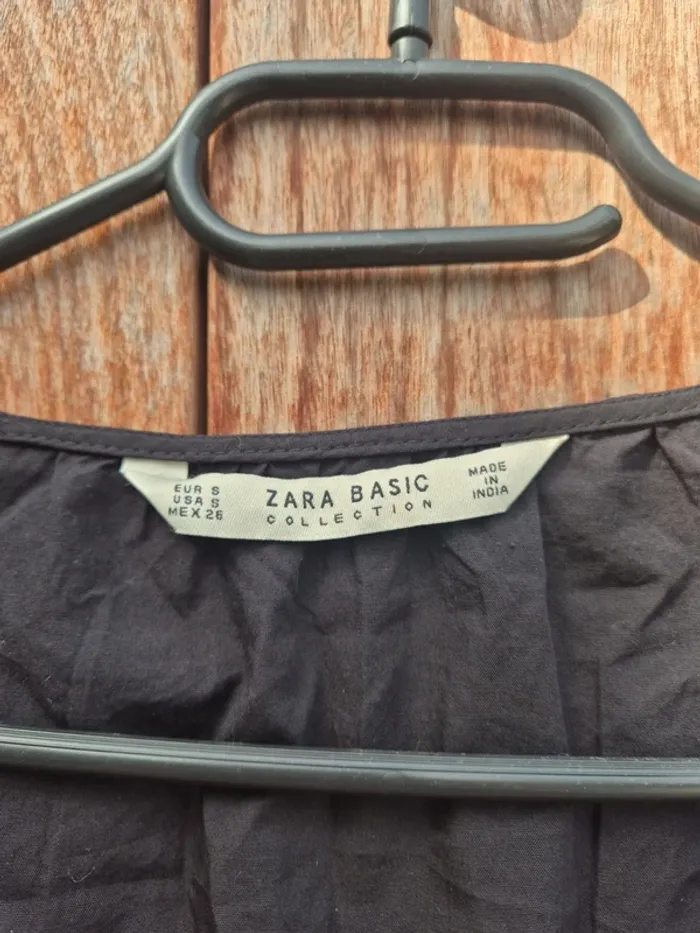 EUR S
USA S
MEX 26
ZARA BASIC
COLLECTION
MADE
IN
INDIA